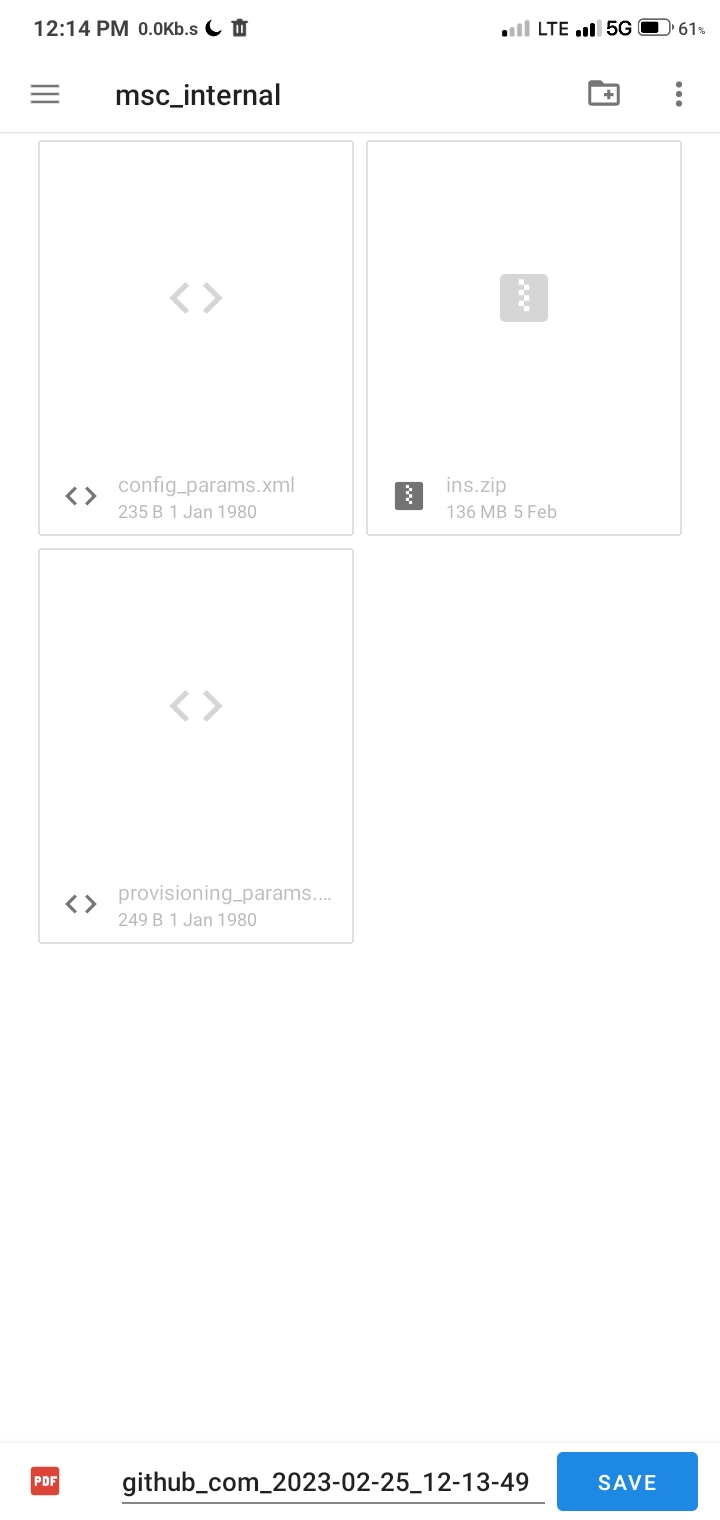 12:14 PM 0.0Kb.s LTE 5G 61%
msc_internal
config_params.xml
235 B 1 Jan 1980
ins.zip
136 MB 5 Feb
provisioning_params....
249 B 1 Jan 1980
PDF github_com_2023-02-25_12-13-49 SAVE